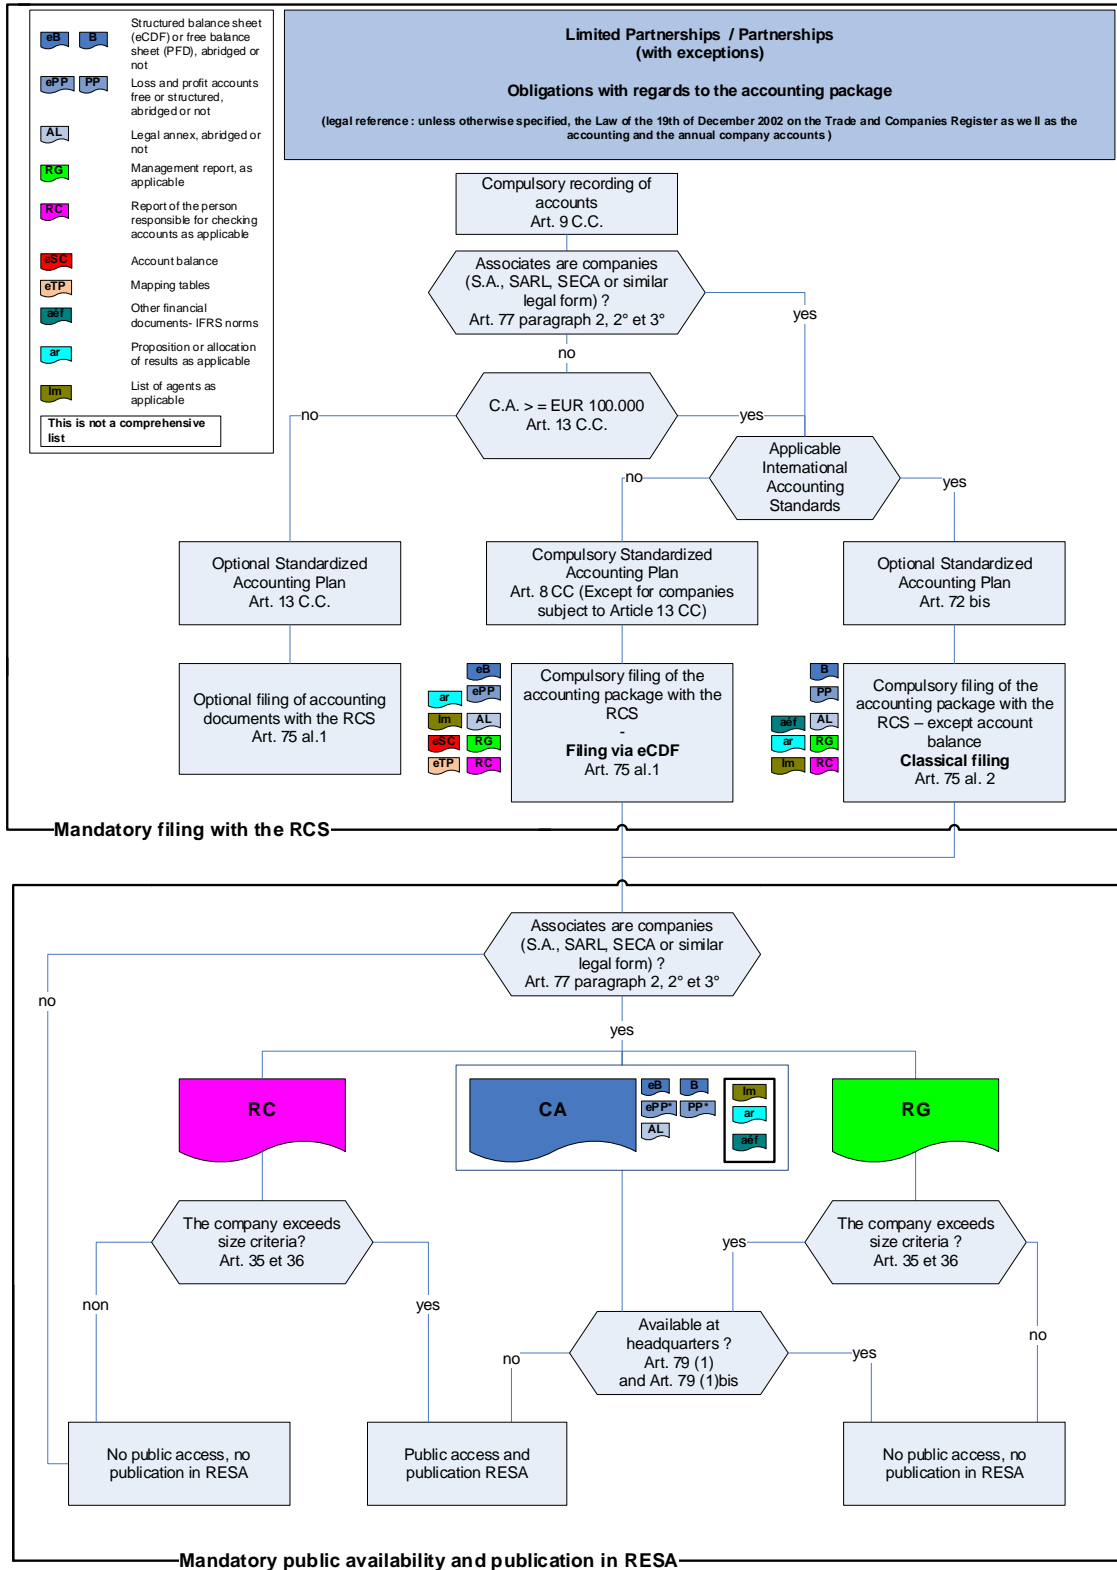 eB
B
Structured balance sheet
(eCDF) or free balance
sheet (PFD), abridged or
not
ePP
PP
Loss and profit accounts
free or structured,
abridged or not
AL
Legal annex, abridged or
not
RG
Management report, as
applicable
RC
Report of the person
responsible for checking
accounts as applicable
eSC
Account balance
eTP
Mapping tables
aéf
Other financial
documents- IFRS norms
ar
Proposition or allocation
of results as applicable
lm
List of agents as
applicable
This is not a comprehensive
list
Limited Partnerships / Partnerships
(with exceptions)
Obligations with regards to the accounting package
(legal reference : unless otherwise specified, the Law of the 19th of December 2002 on the Trade and Companies Register as well as the
accounting and the annual company accounts )
Compulsory recording of
accounts
Art. 9 C.C.
Associates are companies
(S.A., SARL, SECA or similar
legal form) ?
Art. 77 paragraph 2, 2° et 3°
yes
no
C.A. > = EUR 100.000
Art. 13 C.C.
no
yes
Applicable
International
Accounting
Standards
no
yes
Optional Standardized
Accounting Plan
Art. 13 C.C.
Compulsory Standardized
Accounting Plan
Art. 8 CC (Except for companies
subject to Article 13 CC)
Optional Standardized
Accounting Plan
Art. 72 bis
Optional filing of accounting
documents with the RCS
Art. 75 al.1
eB
ar
ePP
lm
AL
eSC
RG
eTP
RC
Compulsory filing of the
accounting package with the
RCS
-
Filing via eCDF
Art. 75 al.1
B
PP
aéf
AL
ar
RG
lm
RC
Compulsory filing of the
accounting package with the
RCS – except account
balance
Classical filing
Art. 75 al. 2
Mandatory filing with the RCS
Associates are companies
(S.A., SARL, SECA or similar
legal form) ?
Art. 77 paragraph 2, 2° et 3°
no
yes
RC
CA
eB
B
ePP*
PP*
AL
lm
ar
aéf
RG
The company exceeds
size criteria?
Art. 35 et 36
The company exceeds
size criteria ?
Art. 35 et 36
non
yes
yes
no
Available at
headquarters ?
Art. 79 (1)
and Art. 79 (1)bis
no
yes
No public access, no
publication in RESA
Public access and
publication RESA
No public access, no
publication in RESA
Mandatory public availability and publication in RESA